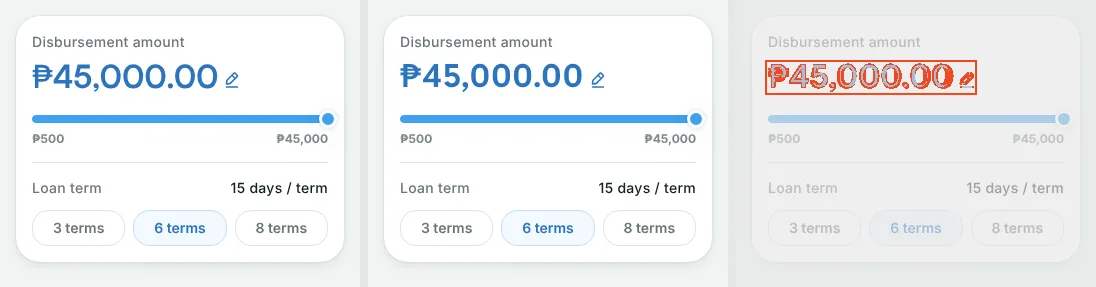 Disbursement amount
₱45,000.00
₱500 ₱45,000
Loan term 15 days / term
3 terms 6 terms 8 terms
Disbursement amount
₱45,000.00
₱500 ₱45,000
Loan term 15 days / term
3 terms 6 terms 8 terms
Disbursement amount
₱45,000.00
₱500 ₱45,000
Loan term 15 days / term
3 terms 6 terms 8 terms